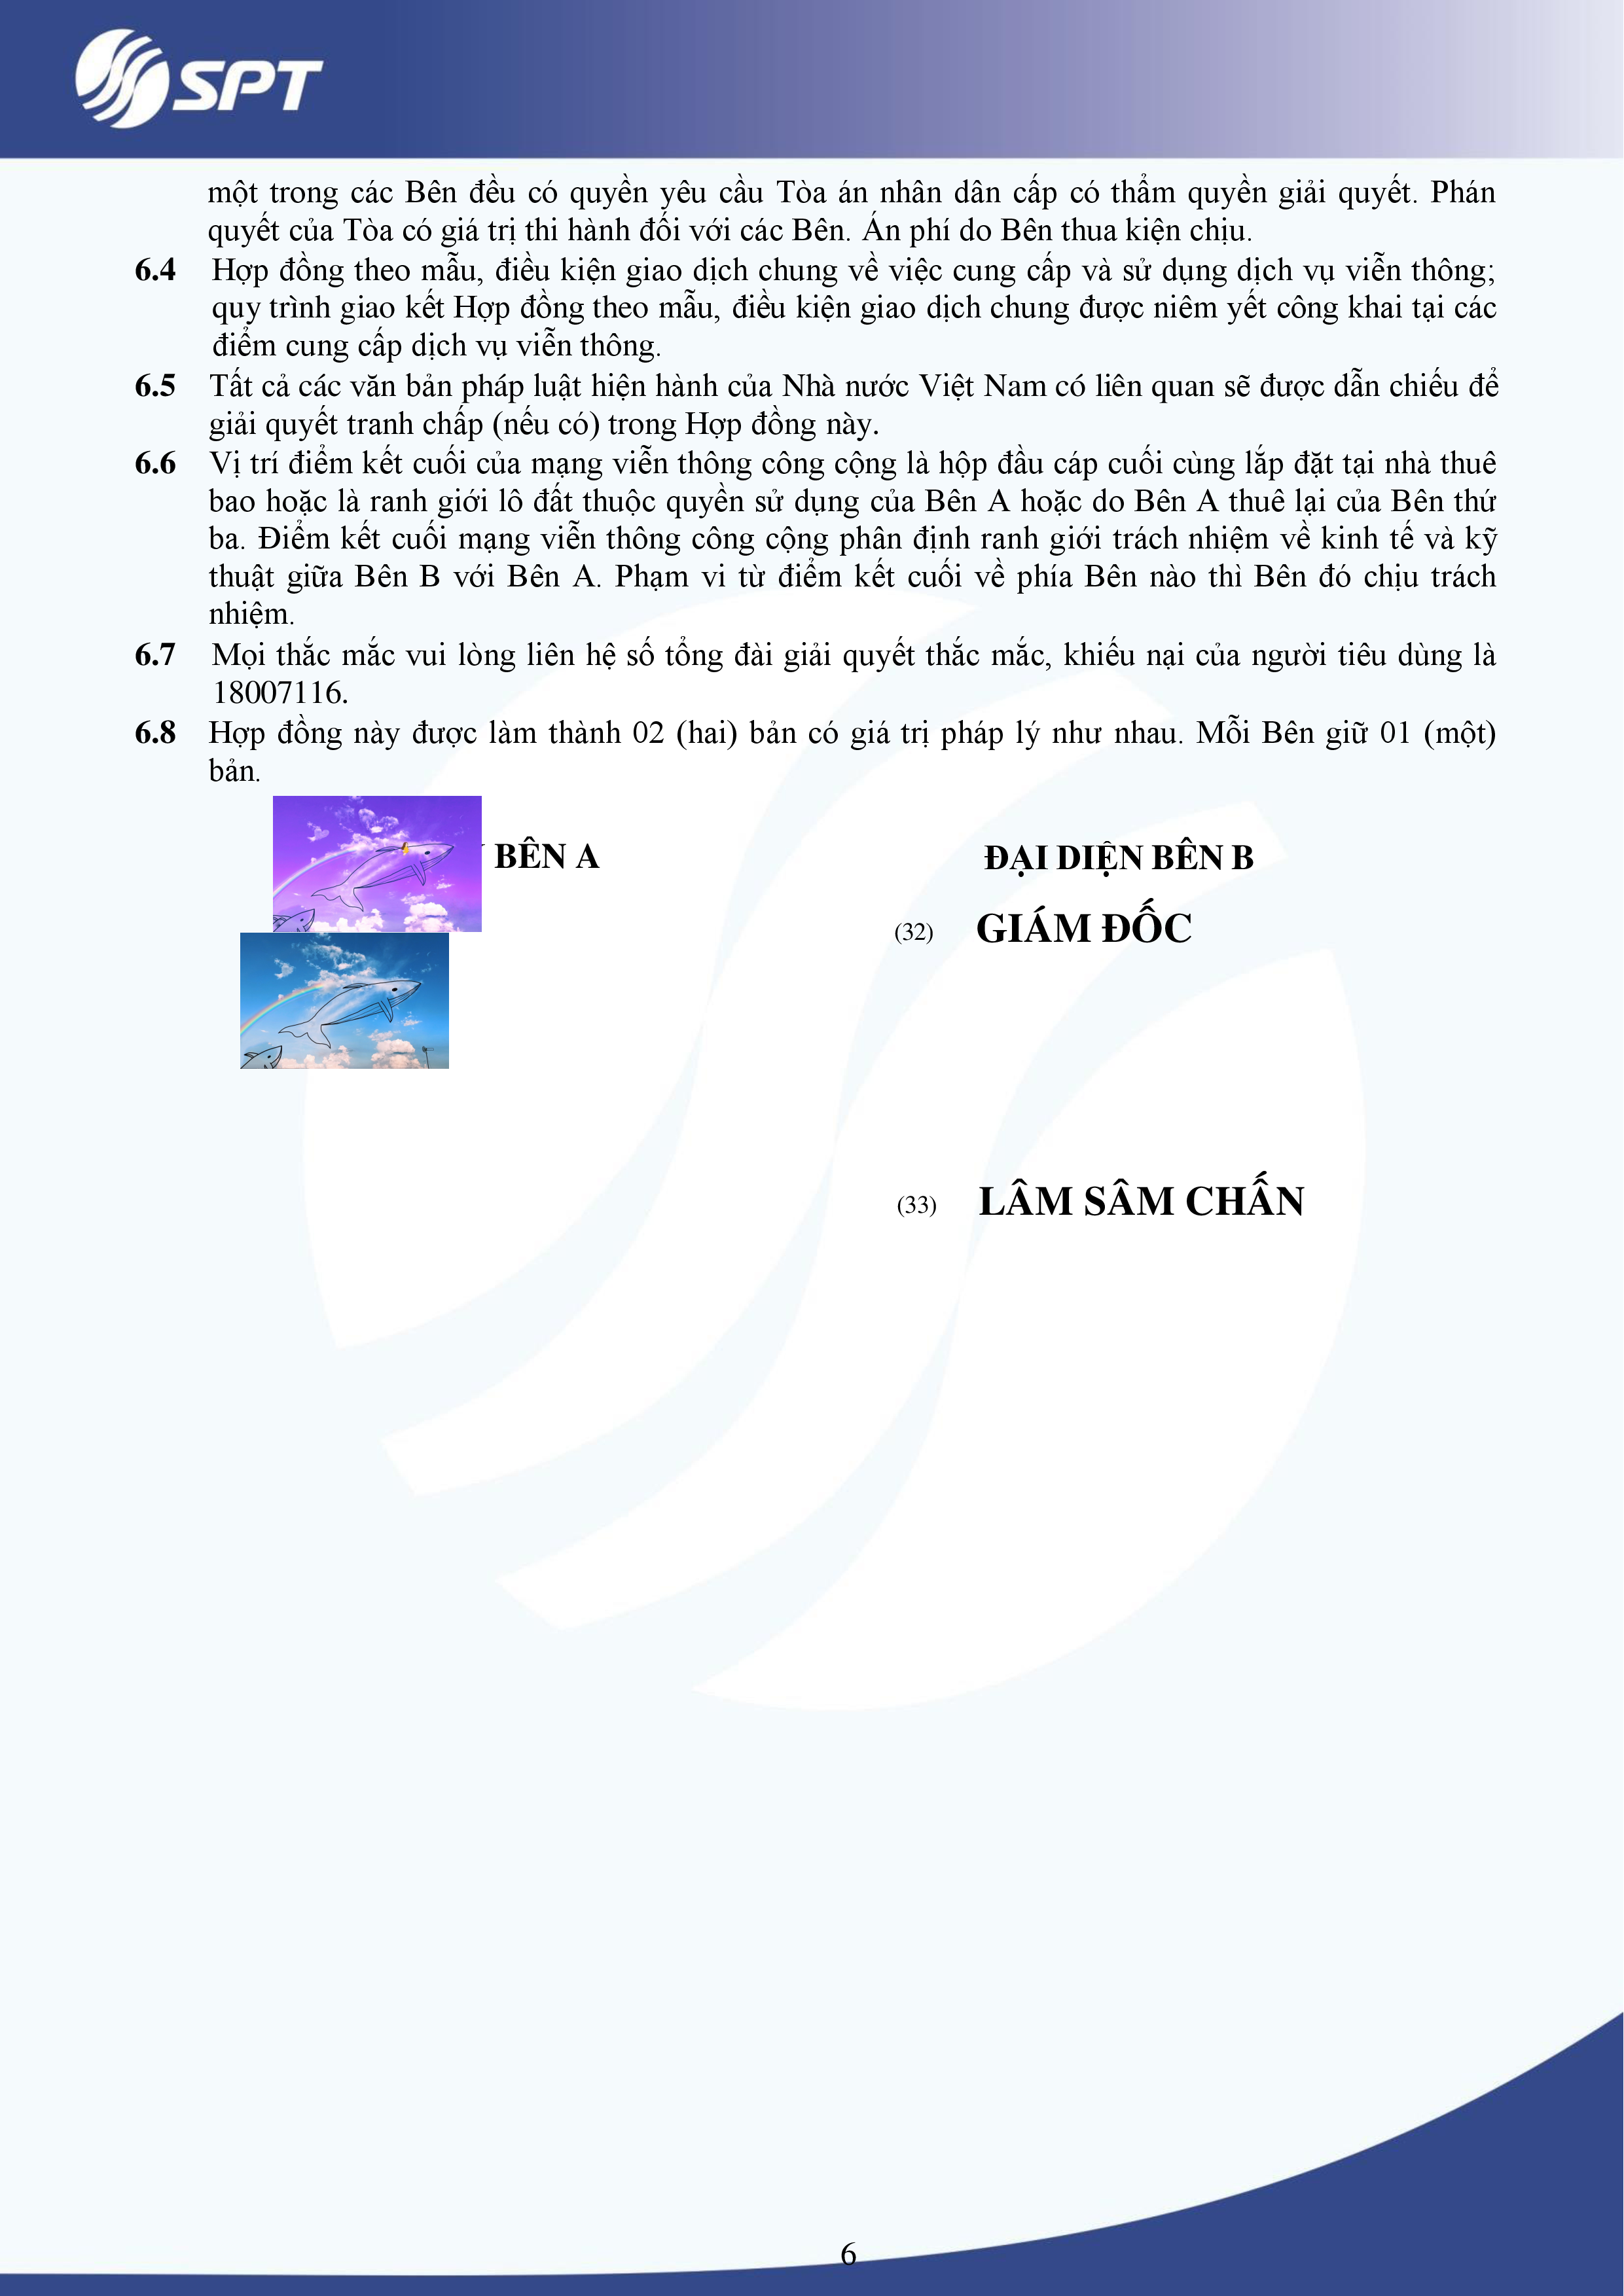 SPT
một trong các Bên đều có quyền yêu cầu Tòa án nhân dân cấp có thẩm quyền giải quyết. Phán
quyết của Tòa có giá trị thi hành đối với các Bên. Án phí do Bên thua kiện chịu.
6.4 Hợp đồng theo mẫu, điều kiện giao dịch chung về việc cung cấp và sử dụng dịch vụ viễn thông;
quy trình giao kết Hợp đồng theo mẫu, điều kiện giao dịch chung được niêm yết công khai tại các
điểm cung cấp dịch vụ viễn thông.
6.5 Tất cả các văn bản pháp luật hiện hành của Nhà nước Việt Nam có liên quan sẽ được dẫn chiếu để
giải quyết tranh chấp (nếu có) trong Hợp đồng này.
6.6 Vị trí điểm kết cuối của mạng viễn thông công cộng là hộp đầu cáp cuối cùng lắp đặt tại nhà thuê
bao hoặc là ranh giới lô đất thuộc quyền sử dụng của Bên A hoặc do Bên A thuê lại của Bên thứ
ba. Điểm kết cuối mạng viễn thông công cộng phân định ranh giới trách nhiệm về kinh tế và kỹ
thuật giữa Bên B với Bên A. Phạm vi từ điểm kết cuối về phía Bên nào thì Bên đó chịu trách
nhiệm.
6.7 Mọi thắc mắc vui lòng liên hệ số tổng đài giải quyết thắc mắc, khiếu nại của người tiêu dùng là
18007116.
6.8 Hợp đồng này được làm thành 02 (hai) bản có giá trị pháp lý như nhau. Mỗi Bên giữ 01 (một)
bản.
BÊN A
ĐẠI DIỆN BÊN B
(32) GIÁM ĐỐC
(33) LÂM SÂM CHẤN
6